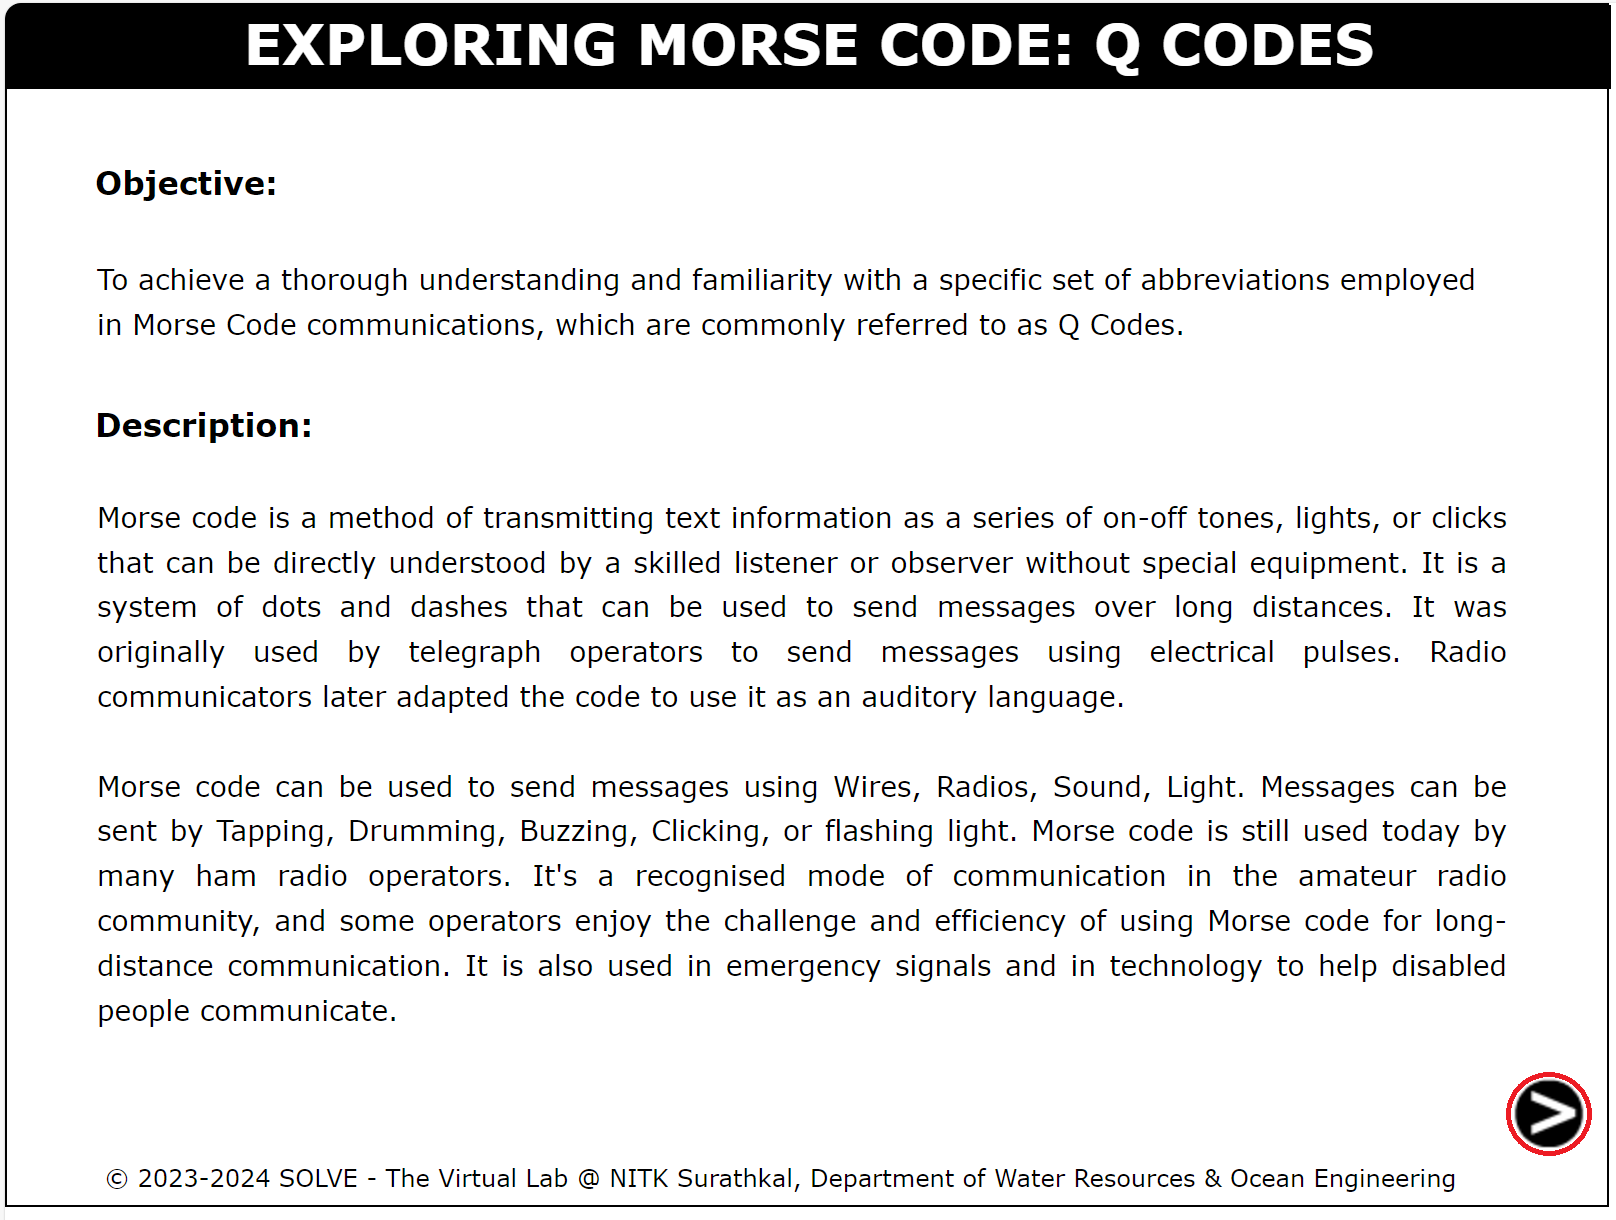 EXPLORING MORSE CODE: Q CODES
Objective:
To achieve a thorough understanding and familiarity with a specific set of abbreviations employed
in Morse Code communications, which are commonly referred to as Q Codes.
Description:
Morse code is a method of transmitting text information as a series of on-off tones, lights, or clicks
that can be directly understood by a skilled listener or observer without special equipment. It is a
system of dots and dashes that can be used to send messages over long distances. It was
originally used by telegraph operators to send messages using electrical pulses. Radio
communicators later adapted the code to use it as an auditory language.
Morse code can be used to send messages using Wires, Radios, Sound, Light. Messages can be
sent by Tapping, Drumming, Buzzing, Clicking, or flashing light. Morse code is still used today by
many ham radio operators. It's a recognised mode of communication in the amateur radio
community, and some operators enjoy the challenge and efficiency of using Morse code for long-
distance communication. It is also used in emergency signals and in technology to help disabled
people communicate.
>
© 2023-2024 SOLVE - The Virtual Lab @ NITK Surathkal, Department of Water Resources & Ocean Engineering